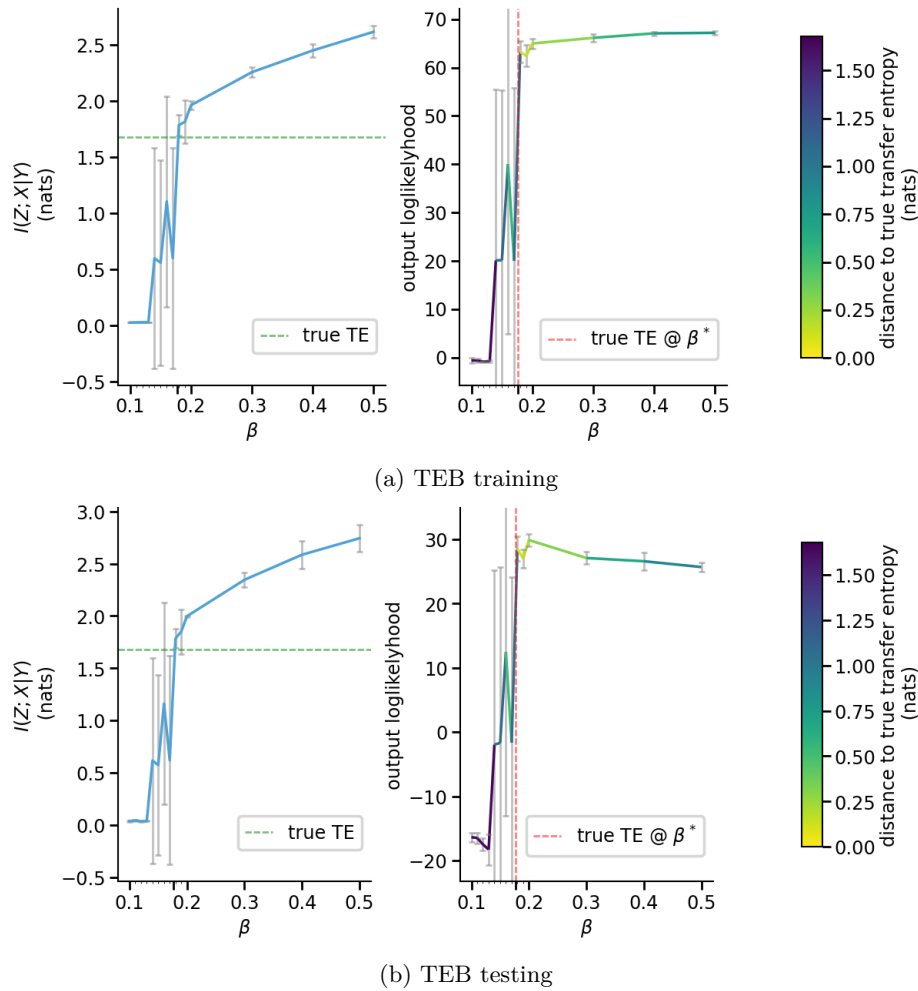 2.5
2.0
1.5
1.0
0.5
0.0
−0.5
I(Z; X|Y)
(nats)
0.1 0.2 0.3 0.4 0.5
β
true TE
70
60
50
40
30
20
10
0
output loglikelyhood
0.1 0.2 0.3 0.4 0.5
β
true TE @ β*
1.50
1.25
1.00
0.75
0.50
0.25
0.00
distance to true transfer entropy
(nats)
(a) TEB training
3.0
2.5
2.0
1.5
1.0
0.5
0.0
−0.5
I(Z; X|Y)
(nats)
0.1 0.2 0.3 0.4 0.5
β
true TE
30
20
10
0
−10
−20
output loglikelyhood
0.1 0.2 0.3 0.4 0.5
β
true TE @ β*
1.50
1.25
1.00
0.75
0.50
0.25
0.00
distance to true transfer entropy
(nats)
(b) TEB testing